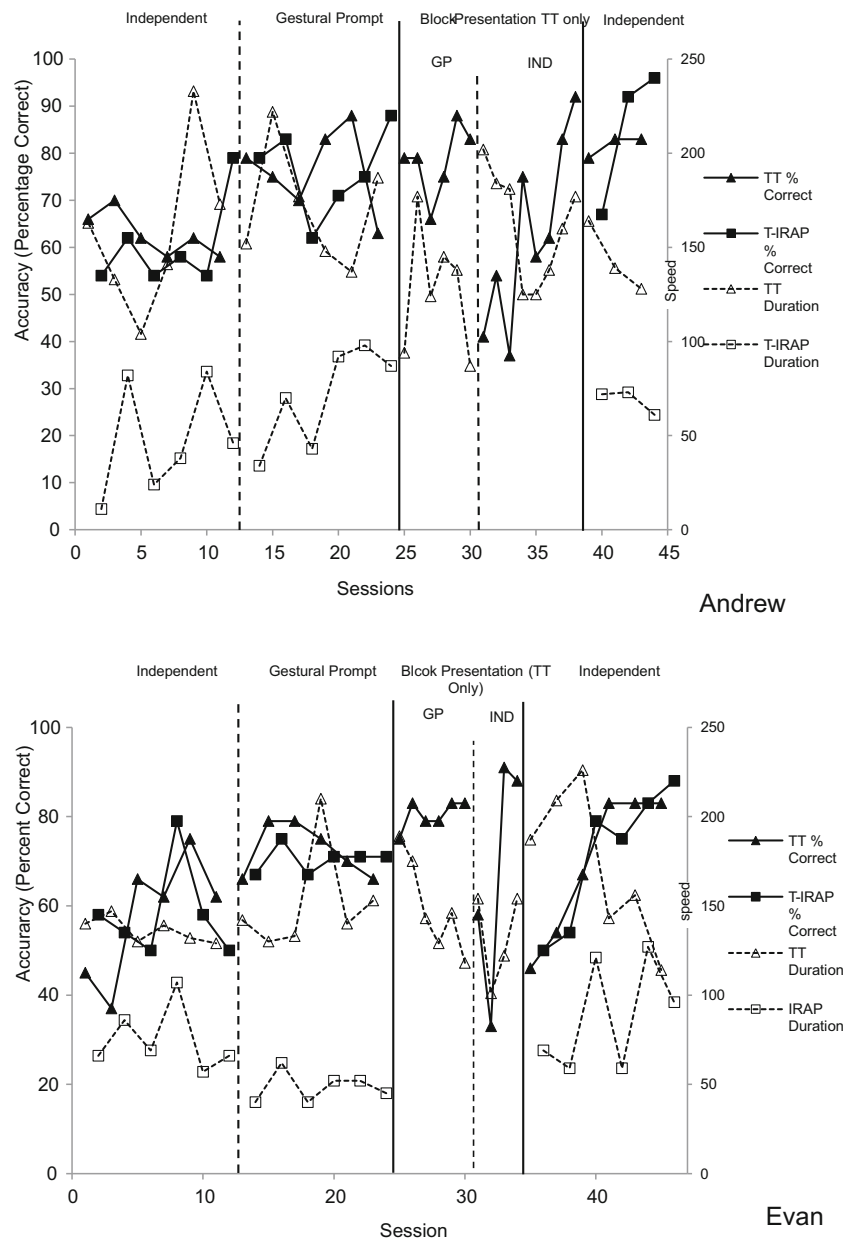 Independent
Gestural Prompt
BlockPresentation TT only
Independent
GP
IND
Accuracy (Percentage Correct)
100
90
80
70
60
50
40
30
20
10
0
0
5
10
15
20
25
30
35
40
45
Sessions
250
200
150
100
50
0
Speed
TT %
Correct
T-IRAP
%
Correct
TT
Duration
T-IRAP
Duration
Andrew
Independent
Gestural Prompt
Blcok Presentation (TT
Only)
Independent
GP
IND
Accurarcy (Percent Correct)
100
80
60
40
20
0
0
10
20
30
40
Session
250
200
150
100
50
0
speed
TT %
Correct
T-IRAP
%
Correct
TT
Duration
IRAP
Duration
Evan